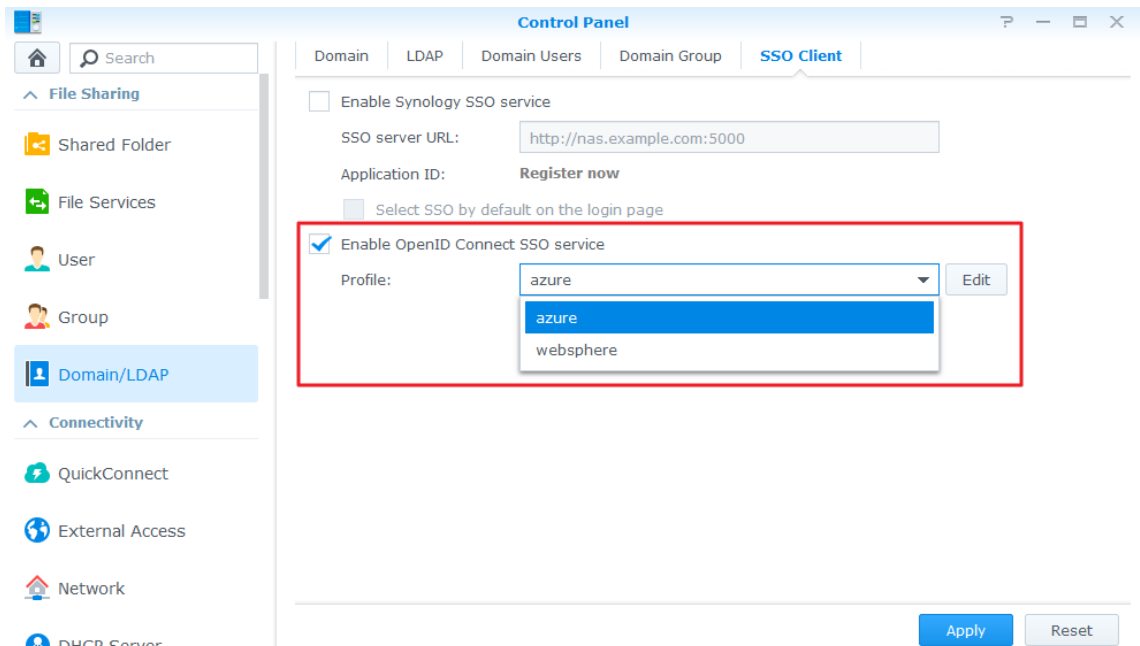 Control Panel
Search
Domain LDAP Domain Users Domain Group SSO Client
File Sharing
Shared Folder
File Services
User
Group
Domain/LDAP
Connectivity
QuickConnect
External Access
Network
DHCP Server
Enable Synology SSO service
SSO server URL: http://nas.example.com:5000
Application ID: Register now
Select SSO by default on the login page
Enable OpenID Connect SSO service
Profile: azure Edit
azure
websphere
Apply Reset